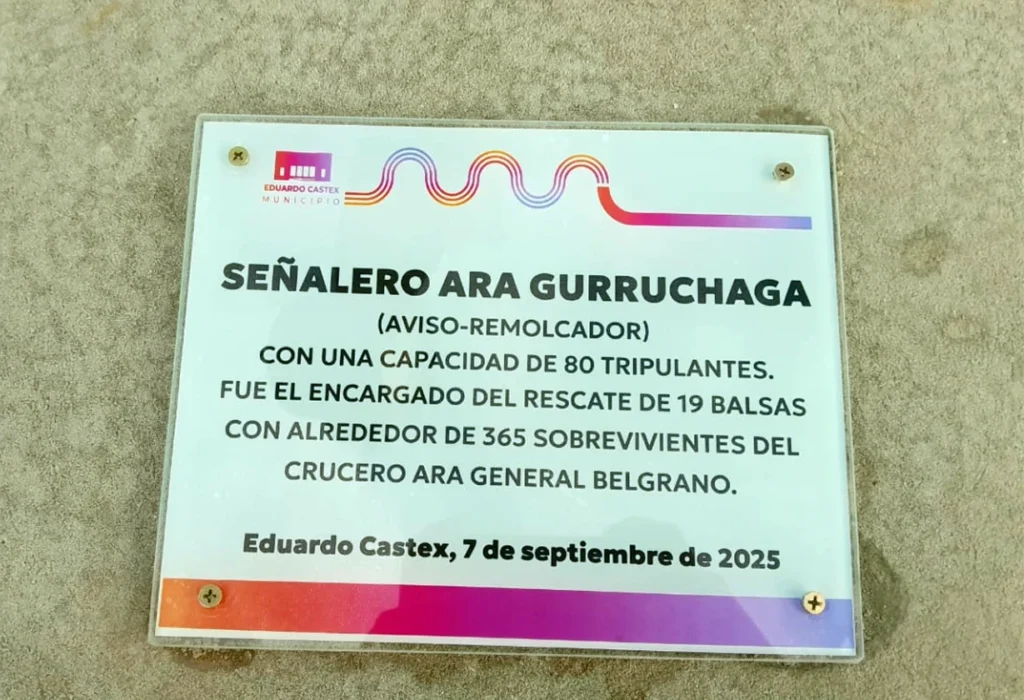 EDUARDO CASTEX
MUNICIPIO
SEÑALERO ARA GURRUCHAGA
(AVISO-REMOLCADOR)
CON UNA CAPACIDAD DE 80 TRIPULANTES.
FUE EL ENCARGADO DEL RESCATE DE 19 BALSAS
CON ALREDEDOR DE 365 SOBREVIVIENTES DEL
CRUCERO ARA GENERAL BELGRANO.
Eduardo Castex, 7 de septiembre de 2025